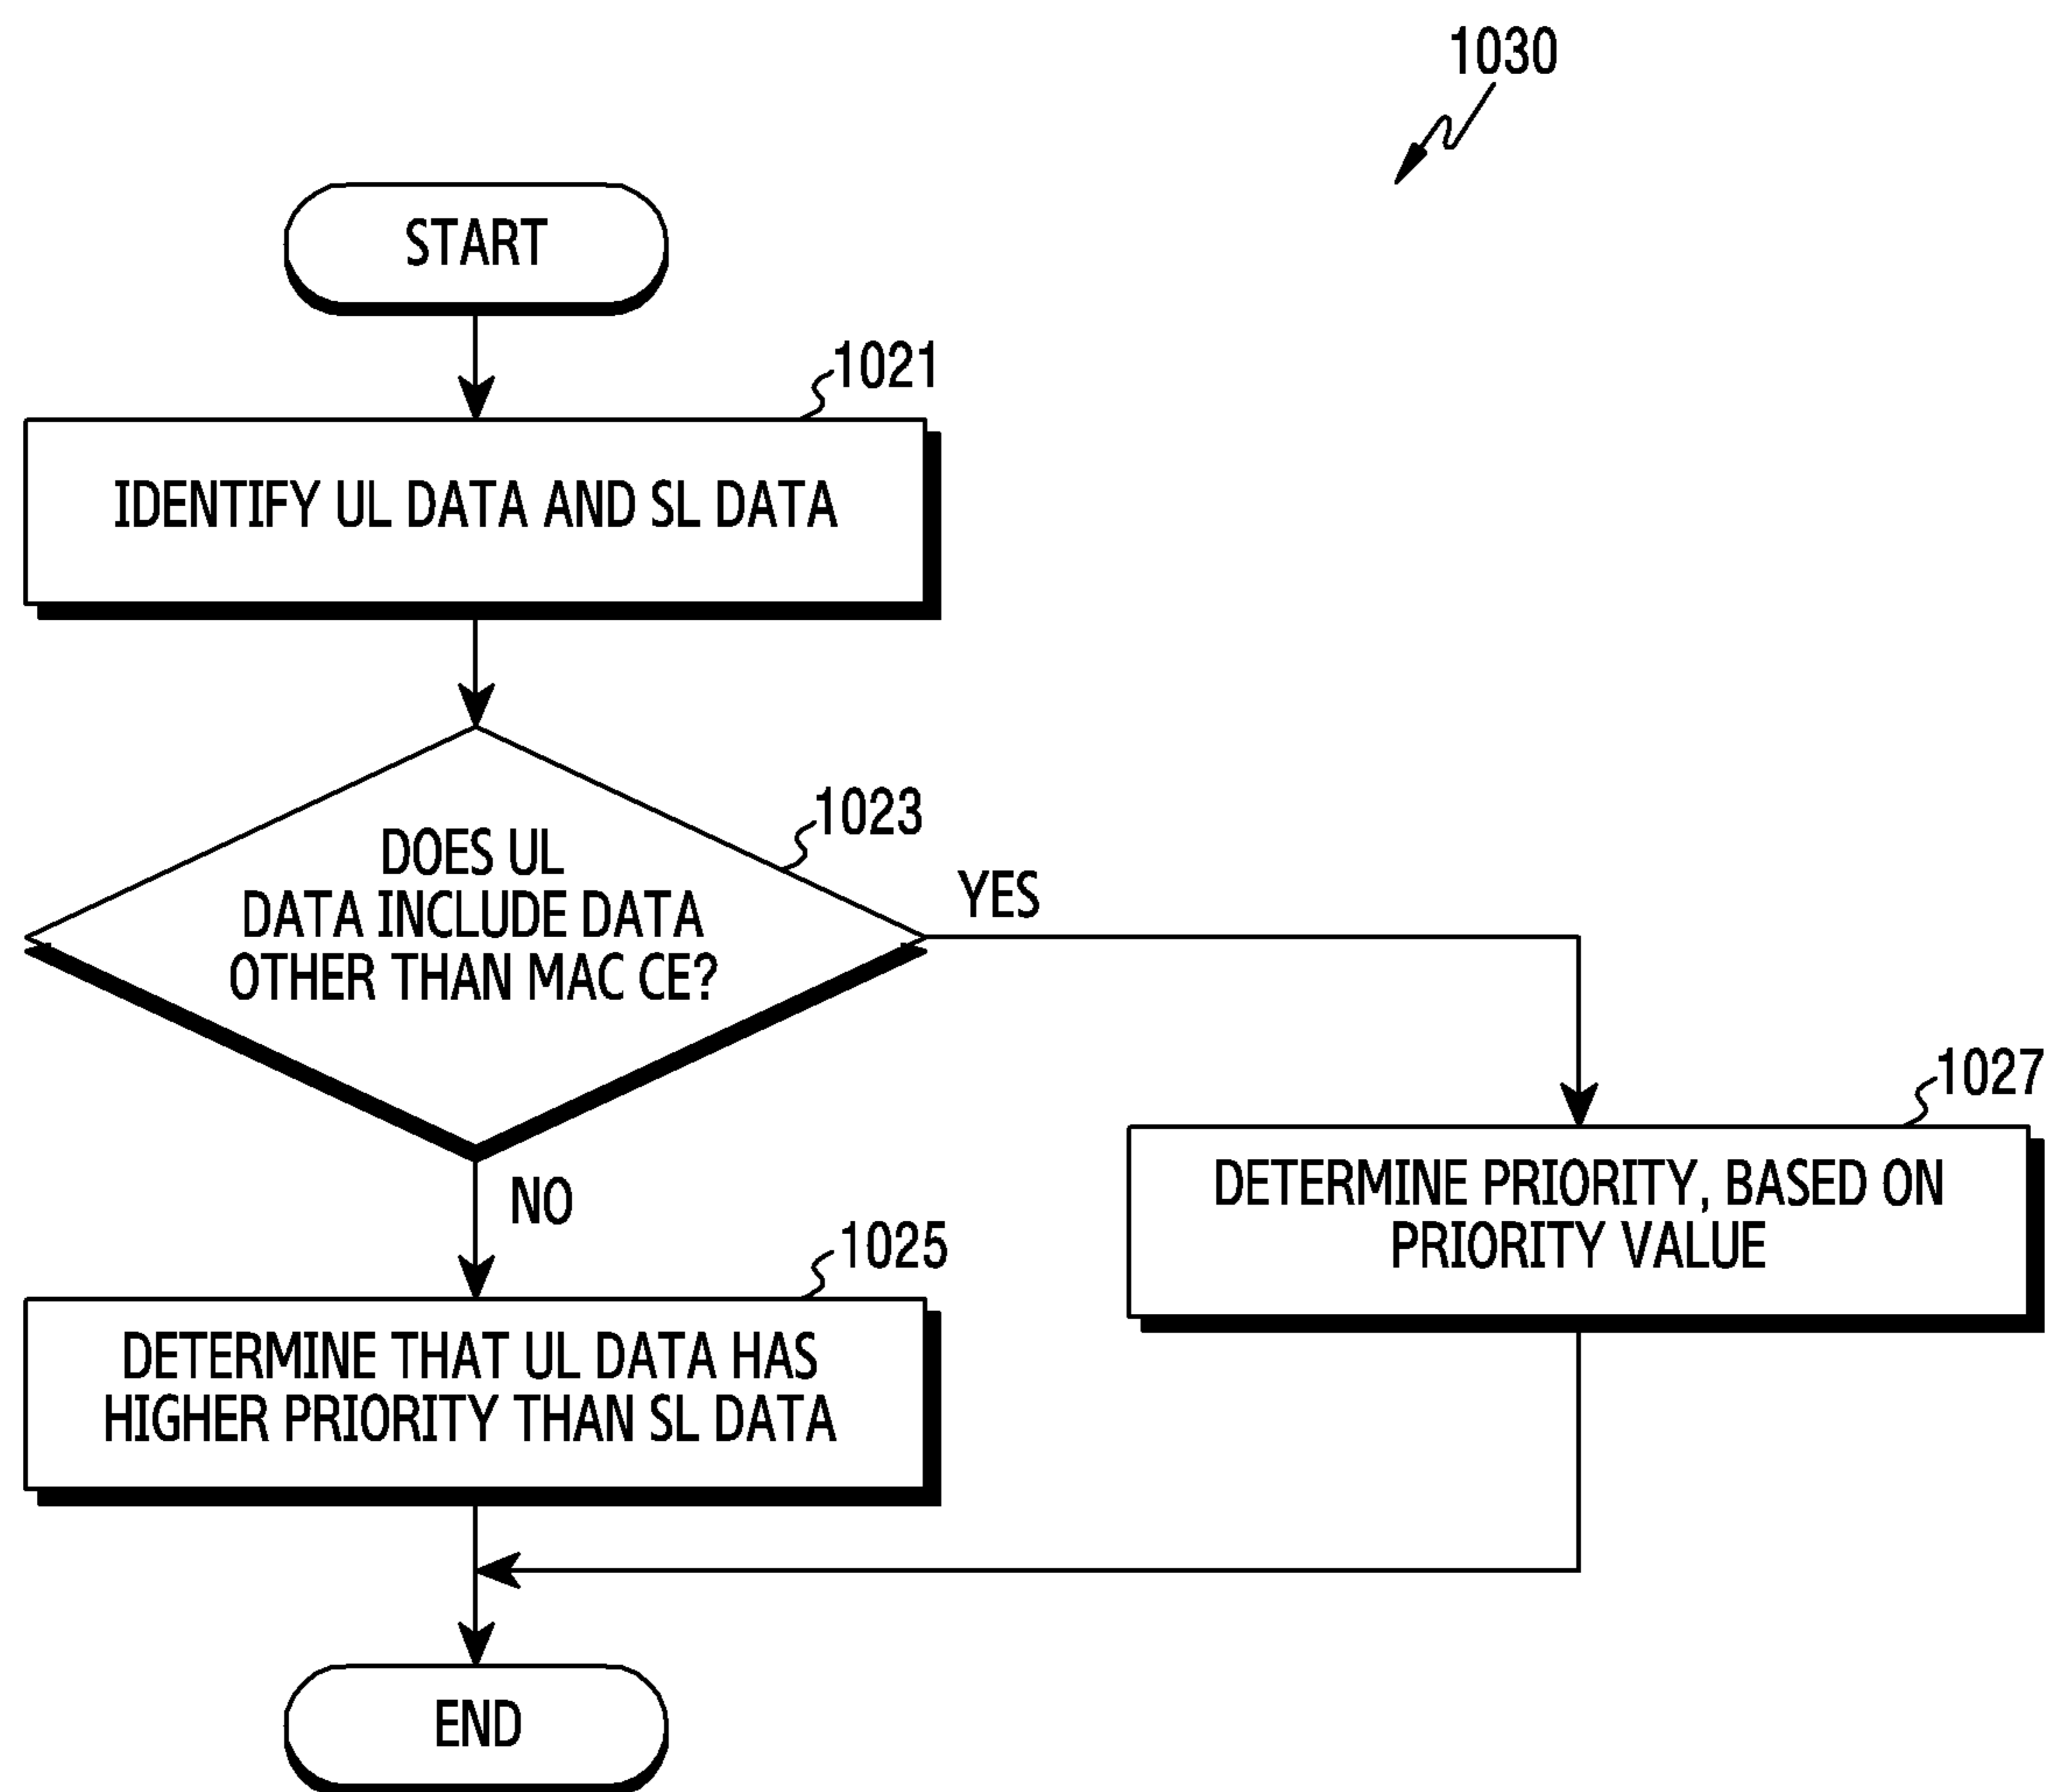 1030
START
1021
IDENTIFY UL DATA AND SL DATA
1023
DOES UL
DATA INCLUDE DATA
OTHER THAN MAC CE?
YES
NO
1027
DETERMINE PRIORITY, BASED ON
PRIORITY VALUE
1025
DETERMINE THAT UL DATA HAS
HIGHER PRIORITY THAN SL DATA
END